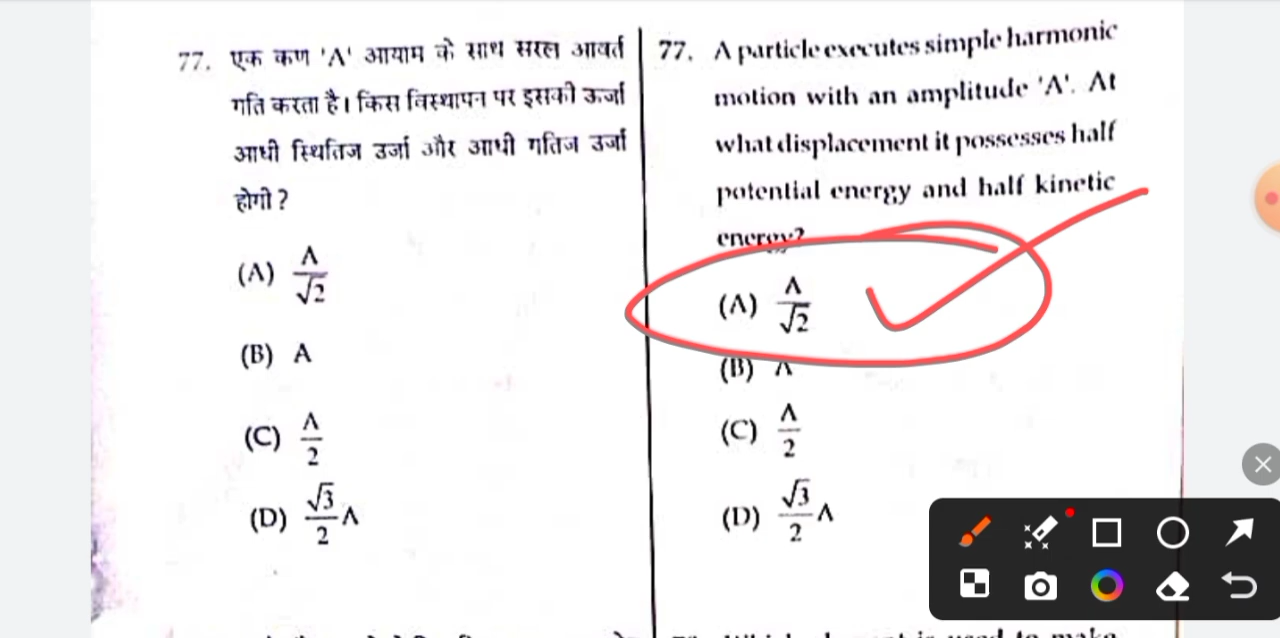 77. एक कण 'A' आयाम के साथ सरल आवर्त
गति करता है। किस विस्थापन पर इसकी ऊर्जा
आधी स्थितिज उर्जा और आधी गतिज उर्जा
होगी ?
(A) A/√2
(B) A
(C) A/2
(D) √3/2 A
77. A particle executes simple harmonic
motion with an amplitude 'A'. At
what displacement it possesses half
potential energy and half kinetic
energy?
(A) A/√2
(B) A
(C) A/2
(D) √3/2 A